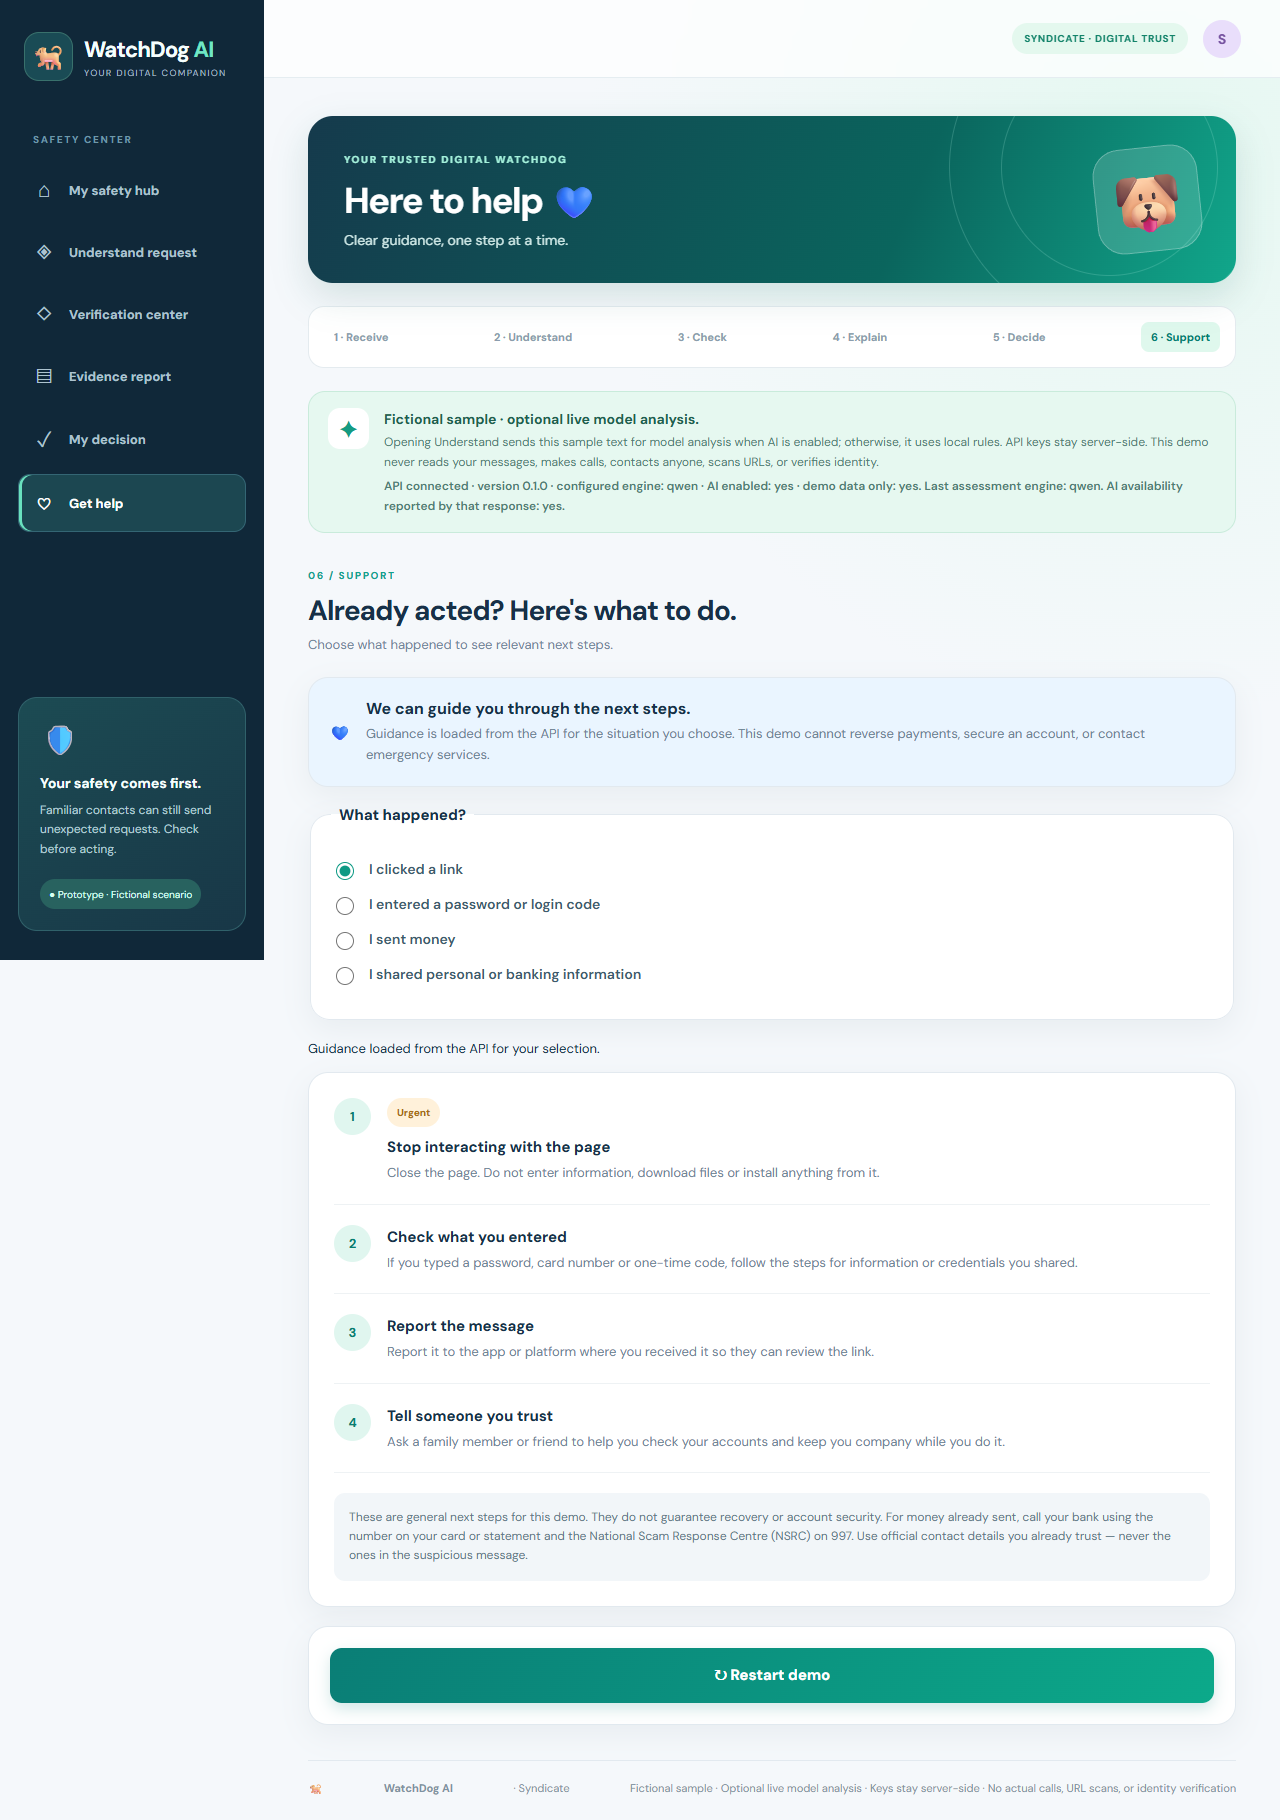 WatchDog AI
YOUR DIGITAL COMPANION
SAFETY CENTER
My safety hub
Understand request
Verification center
Evidence report
My decision
Get help
Your safety comes first.
Familiar contacts can still send
unexpected requests. Check
before acting.
● Prototype · Fictional scenario
SYNDICATE · DIGITAL TRUST
S
YOUR TRUSTED DIGITAL WATCHDOG
Here to help 💙
Clear guidance, one step at a time.
1 · Receive
2 · Understand
3 · Check
4 · Explain
5 · Decide
6 · Support
Fictional sample · optional live model analysis.
Opening Understand sends this sample text for model analysis when AI is enabled; otherwise, it uses local rules. API keys stay server-side. This demo
never reads your messages, makes calls, contacts anyone, scans URLs, or verifies identity.
API connected · version 0.1.0 · configured engine: qwen · AI enabled: yes · demo data only: yes. Last assessment engine: qwen. AI availability
reported by that response: yes.
06 / SUPPORT
Already acted? Here's what to do.
Choose what happened to see relevant next steps.
We can guide you through the next steps.
Guidance is loaded from the API for the situation you choose. This demo cannot reverse payments, secure an account, or contact
emergency services.
What happened?
I clicked a link
I entered a password or login code
I sent money
I shared personal or banking information
Guidance loaded from the API for your selection.
1
Urgent
Stop interacting with the page
Close the page. Do not enter information, download files or install anything from it.
2
Check what you entered
If you typed a password, card number or one-time code, follow the steps for information or credentials you shared.
3
Report the message
Report it to the app or platform where you received it so they can review the link.
4
Tell someone you trust
Ask a family member or friend to help you check your accounts and keep you company while you do it.
These are general next steps for this demo. They do not guarantee recovery or account security. For money already sent, call your bank using the
number on your card or statement and the National Scam Response Centre (NSRC) on 997. Use official contact details you already trust — never the
ones in the suspicious message.
↻ Restart demo
WatchDog AI · Syndicate
Fictional sample · Optional live model analysis · Keys stay server-side · No actual calls, URL scans, or identity verification